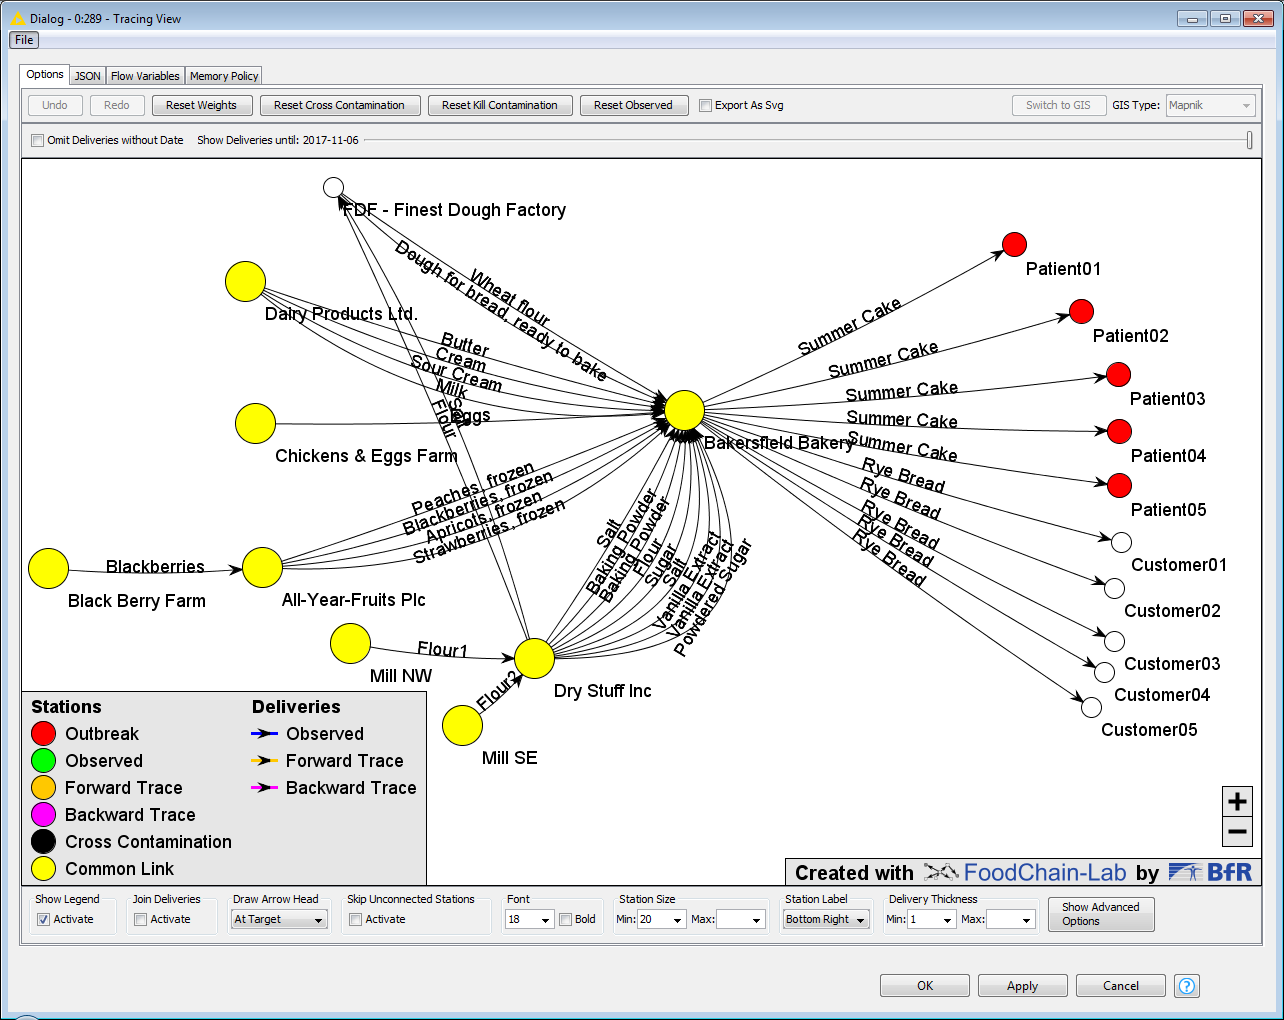 Dialog - 0:289 - Tracing View
File
Options JSON Flow Variables Memory Policy
Undo Redo Reset Weights Reset Cross Contamination Reset Kill Contamination Reset Observed Export As Svg Switch to GIS GIS Type: Mapnik
Omit Deliveries without Date Show Deliveries until: 2017-11-06
FDF - Finest Dough Factory
Wheat flour
Dough for bread, ready to bake
Dairy Products Ltd.
Butter
Cream
Sour Cream
Milk
Salt
Flour
Eggs
Chickens & Eggs Farm
Bakersfield Bakery
Peaches, frozen
Blackberries, frozen
Apricots, frozen
Strawberries, frozen
Blackberries
Black Berry Farm
All-Year-Fruits Plc
Salt
Baking Powder
Baking Powder
Flour
Sugar
Salt
Vanilla Extract
Vanilla Extract
Powdered Sugar
Flour1
Mill NW
Flour2
Dry Stuff Inc
Mill SE
Summer Cake
Patient01
Summer Cake
Patient02
Summer Cake
Patient03
Summer Cake
Patient04
Summer Cake
Patient05
Rye Bread
Customer01
Rye Bread
Customer02
Rye Bread
Customer03
Rye Bread
Customer04
Rye Bread
Customer05
Stations Deliveries
Outbreak Observed
Observed Forward Trace
Forward Trace Backward Trace
Backward Trace
Cross Contamination
Common Link
+
−
Created with FoodChain-Lab by BfR
Show Legend Join Deliveries Draw Arrow Head Skip Unconnected Stations Font Station Size Station Label Delivery Thickness
Activate Activate At Target Activate 18 Bold Min: 20 Max: Bottom Right Min: 1 Max: Show Advanced
Options
OK Apply Cancel ?